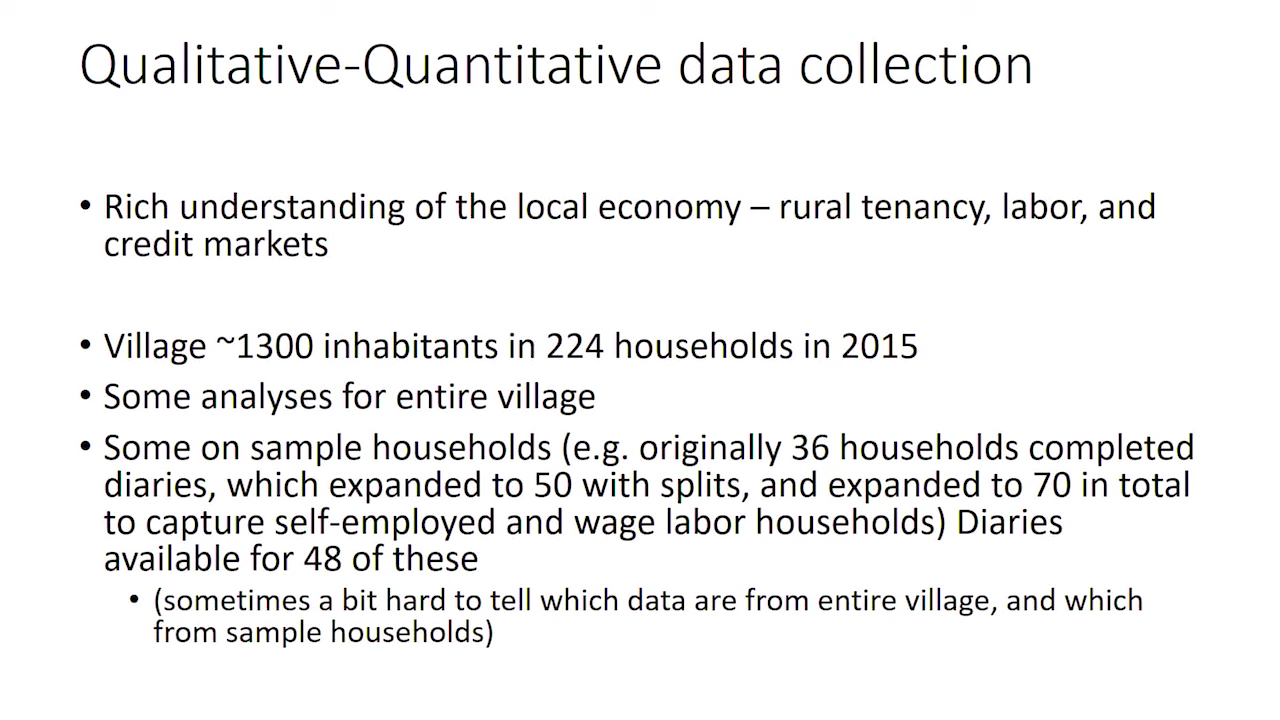 Qualitative-Quantitative data collection
• Rich understanding of the local economy – rural tenancy, labor, and
credit markets
• Village ~1300 inhabitants in 224 households in 2015
• Some analyses for entire village
• Some on sample households (e.g. originally 36 households completed
diaries, which expanded to 50 with splits, and expanded to 70 in total
to capture self-employed and wage labor households) Diaries
available for 48 of these
• (sometimes a bit hard to tell which data are from entire village, and which
from sample households)